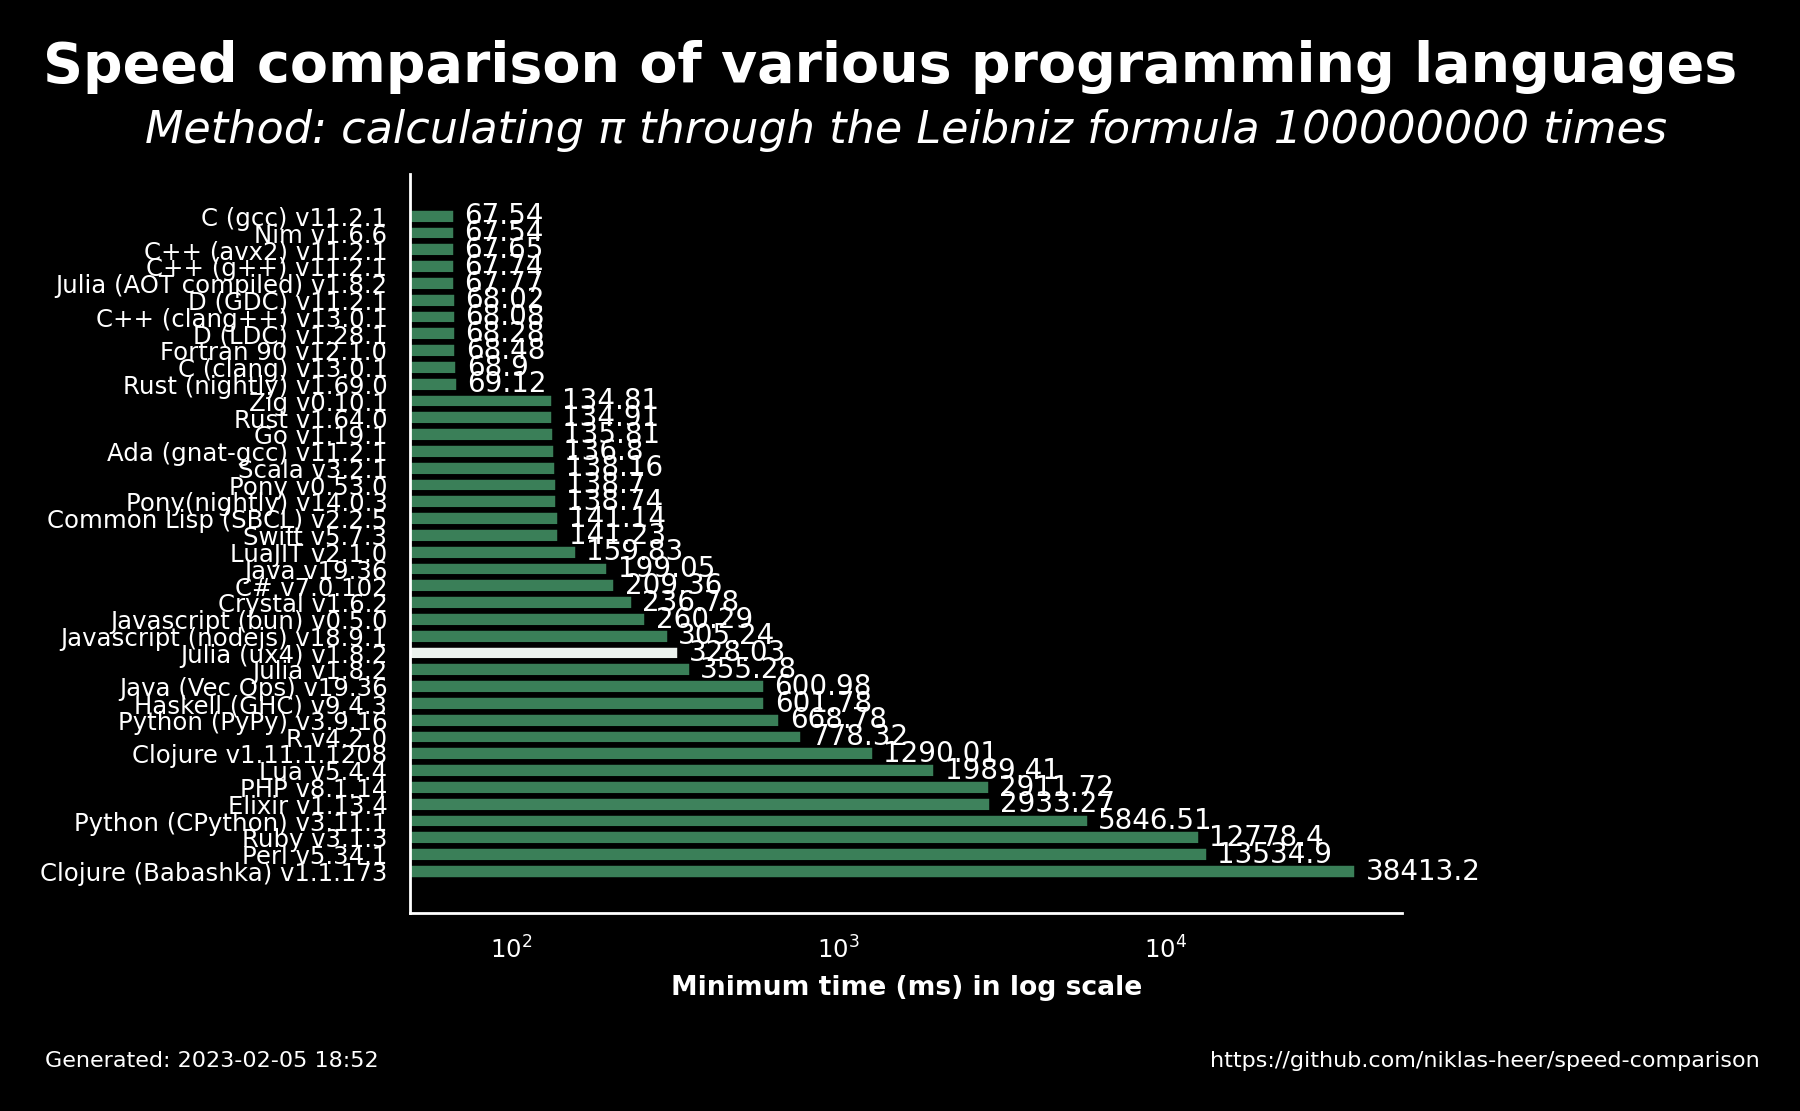 Speed comparison of various programming languages
Method: calculating π through the Leibniz formula 100000000 times
C (gcc) v11.2.1 67.54
Nim v1.6.6 67.54
C++ (avx2) v11.2.1 67.65
C++ (g++) v11.2.1 67.74
Julia (AOT compiled) v1.8.2 67.77
D (GDC) v11.2.1 68.02
C++ (clang++) v13.0.1 68.08
D (LDC) v1.28.1 68.28
Fortran 90 v12.1.0 68.48
C (clang) v13.0.1 68.9
Rust (nightly) v1.69.0 69.12
Zig v0.10.1 134.81
Rust v1.64.0 134.91
Go v1.19.1 135.81
Ada (gnat-gcc) v11.2.1 136.8
Scala v3.2.1 138.16
Pony v0.53.0 138.7
Pony(nightly) v14.0.3 138.74
Common Lisp (SBCL) v2.2.5 141.14
Swift v5.7.3 141.23
LuaJIT v2.1.0 159.83
Java v19.36 199.05
C# v7.0.102 209.36
Crystal v1.6.2 236.78
Javascript (bun) v0.5.0 260.29
Javascript (nodejs) v18.9.1 305.24
Julia (ux4) v1.8.2 328.03
Julia v1.8.2 355.28
Java (Vec Ops) v19.36 600.98
Haskell (GHC) v9.4.3 601.78
Python (PyPy) v3.9.16 668.78
R v4.2.0 778.32
Clojure v1.11.1.1208 1290.01
Lua v5.4.4 1989.41
PHP v8.1.14 2911.72
Elixir v1.13.4 2933.27
Python (CPython) v3.11.1 5846.51
Ruby v3.1.3 12778.4
Perl v5.34.1 13534.9
Clojure (Babashka) v1.1.173 38413.2
10² 10³ 10⁴
Minimum time (ms) in log scale
Generated: 2023-02-05 18:52 https://github.com/niklas-heer/speed-comparison